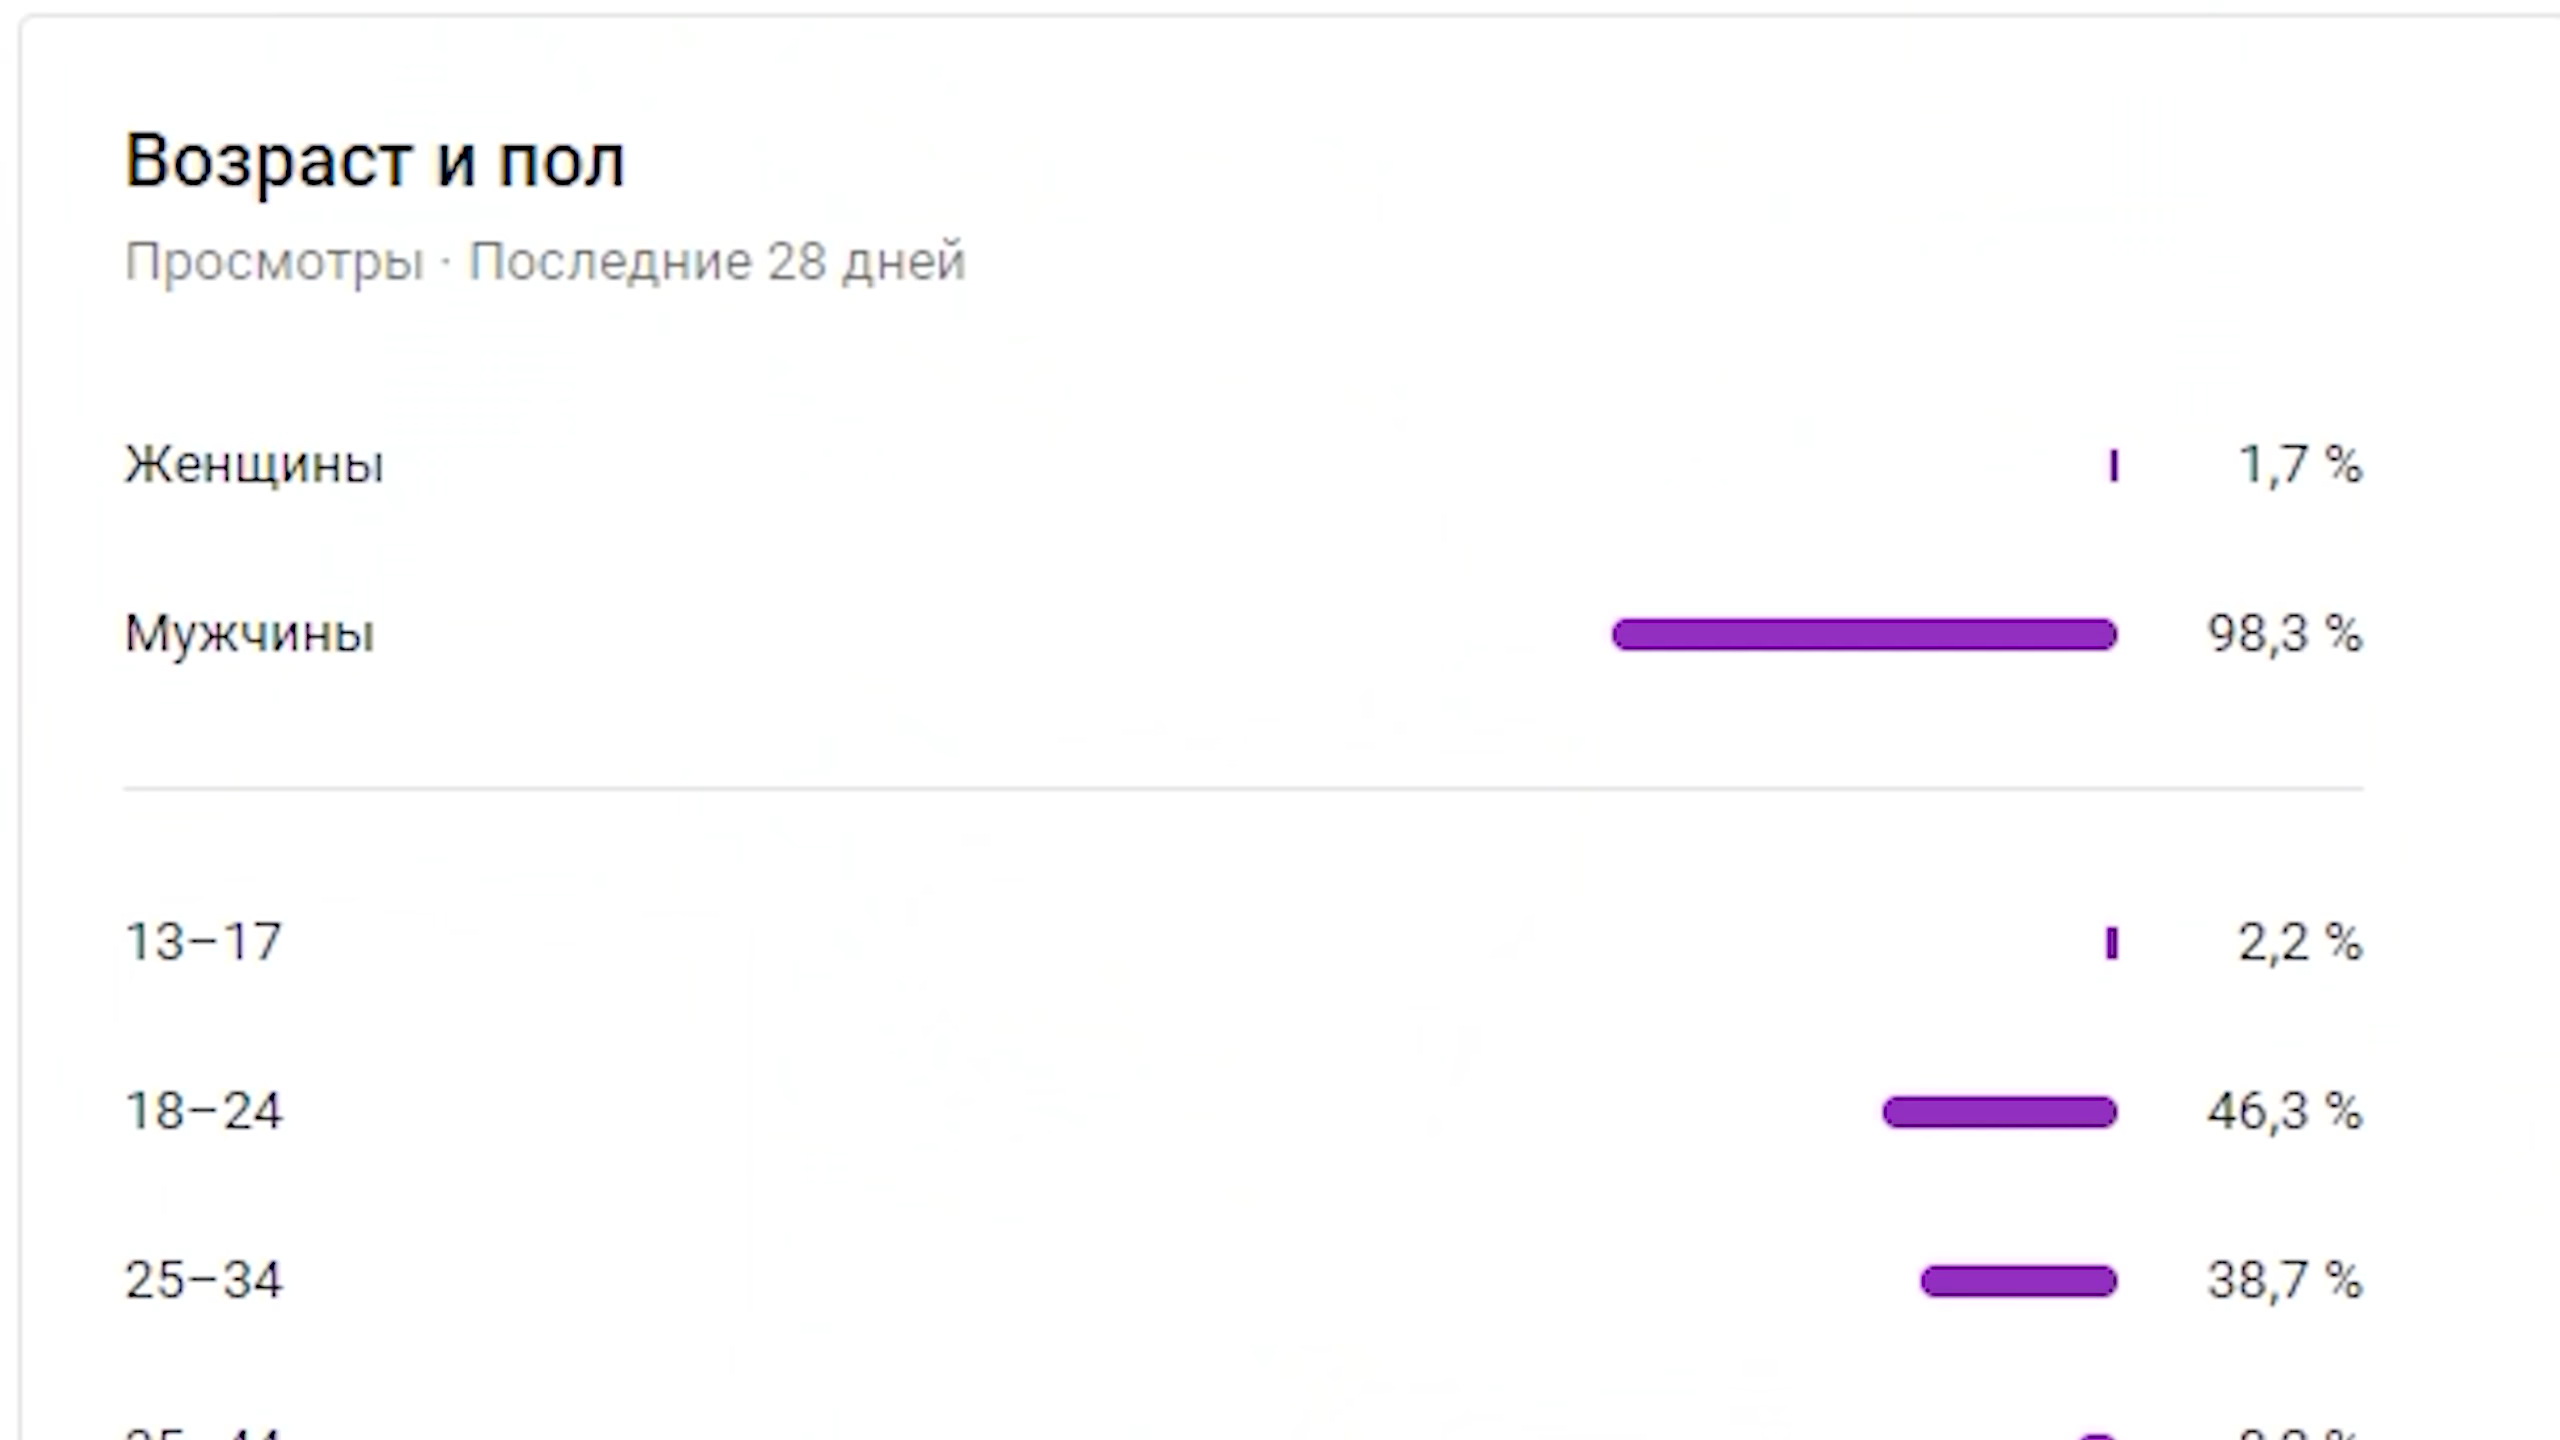 Возраст и пол
Просмотры · Последние 28 дней
Женщины 1,7 %
Мужчины 98,3 %
13–17 2,2 %
18–24 46,3 %
25–34 38,7 %